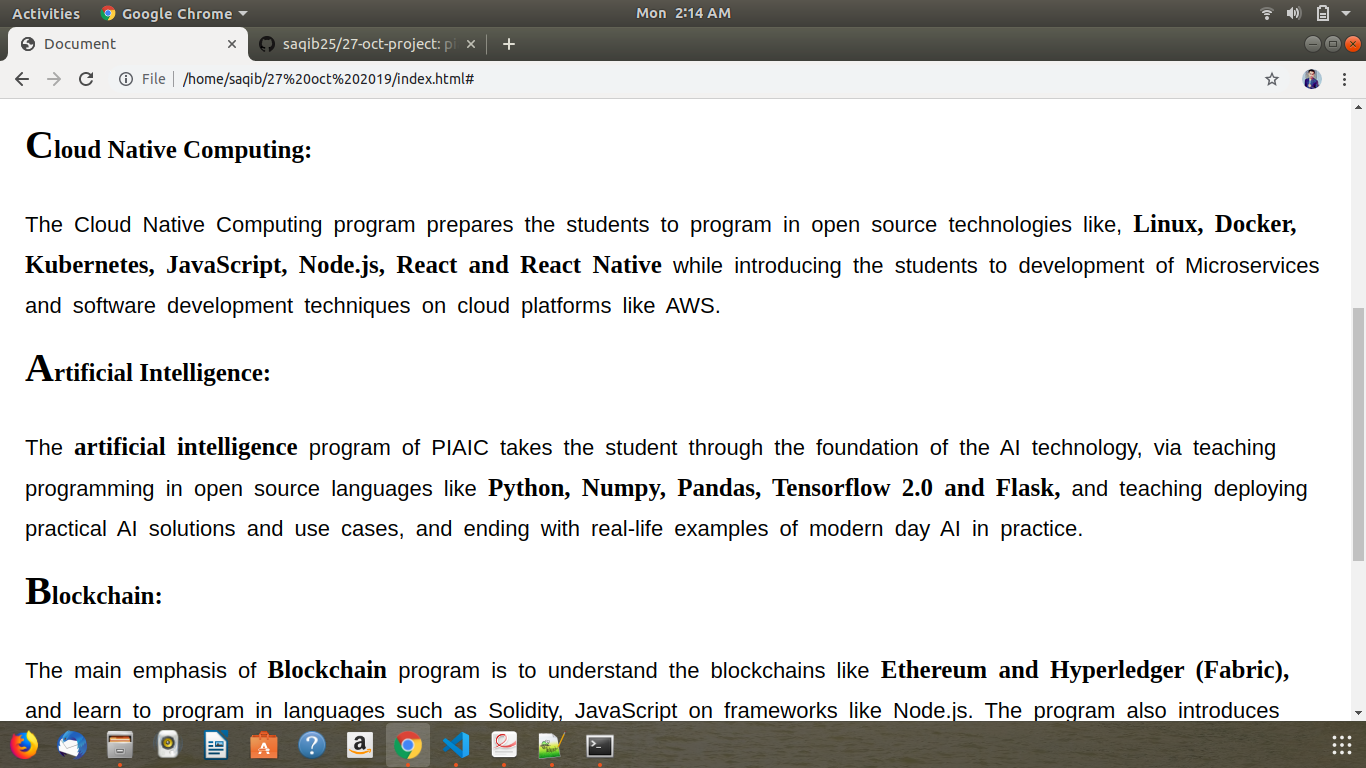 Activities Google Chrome Mon 2:14 AM
Document saqib25/27-oct-project:
File /home/saqib/27%20oct%202019/index.html#
Cloud Native Computing:
The Cloud Native Computing program prepares the students to program in open source technologies like, Linux, Docker,
Kubernetes, JavaScript, Node.js, React and React Native while introducing the students to development of Microservices
and software development techniques on cloud platforms like AWS.
Artificial Intelligence:
The artificial intelligence program of PIAIC takes the student through the foundation of the AI technology, via teaching
programming in open source languages like Python, Numpy, Pandas, Tensorflow 2.0 and Flask, and teaching deploying
practical AI solutions and use cases, and ending with real-life examples of modern day AI in practice.
Blockchain:
The main emphasis of Blockchain program is to understand the blockchains like Ethereum and Hyperledger (Fabric),
and learn to program in languages such as Solidity, JavaScript on frameworks like Node.js. The program also introduces